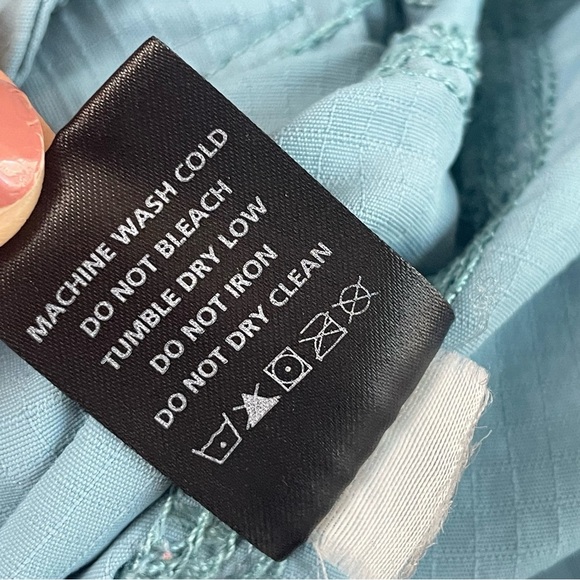 MACHINE WASH COLD
DO NOT BLEACH
TUMBLE DRY LOW
DO NOT IRON
DO NOT DRY CLEAN